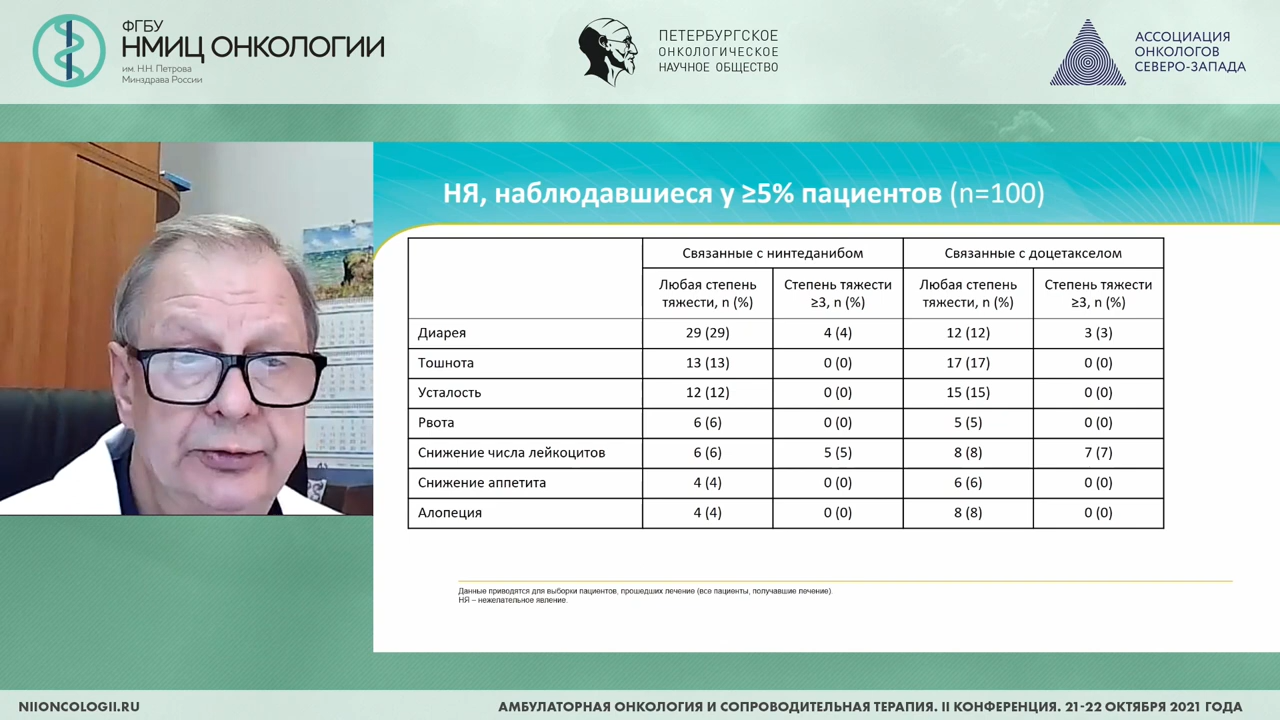 ФГБУ
НМИЦ ОНКОЛОГИИ
им. Н.Н. Петрова
Минздрава России
ПЕТЕРБУРГСКОЕ
ОНКОЛОГИЧЕСКОЕ
НАУЧНОЕ ОБЩЕСТВО
АССОЦИАЦИЯ
ОНКОЛОГОВ
СЕВЕРО-ЗАПАДА
НЯ, наблюдавшиеся у ≥5% пациентов (n=100)
Связанные с нинтеданибом Связанные с доцетакселом
Любая степень тяжести, n (%) Степень тяжести ≥3, n (%) Любая степень тяжести, n (%) Степень тяжести ≥3, n (%)
Диарея 29 (29) 4 (4) 12 (12) 3 (3)
Тошнота 13 (13) 0 (0) 17 (17) 0 (0)
Усталость 12 (12) 0 (0) 15 (15) 0 (0)
Рвота 6 (6) 0 (0) 5 (5) 0 (0)
Снижение числа лейкоцитов 6 (6) 5 (5) 8 (8) 7 (7)
Снижение аппетита 4 (4) 0 (0) 6 (6) 0 (0)
Алопеция 4 (4) 0 (0) 8 (8) 0 (0)
Данные приводятся для выборки пациентов, прошедших лечение (все пациенты, получавшие лечение).
НЯ – нежелательное явление.
NIIONCOLOGII.RU
АМБУЛАТОРНАЯ ОНКОЛОГИЯ И СОПРОВОДИТЕЛЬНАЯ ТЕРАПИЯ. II КОНФЕРЕНЦИЯ. 21-22 ОКТЯБРЯ 2021 ГОДА